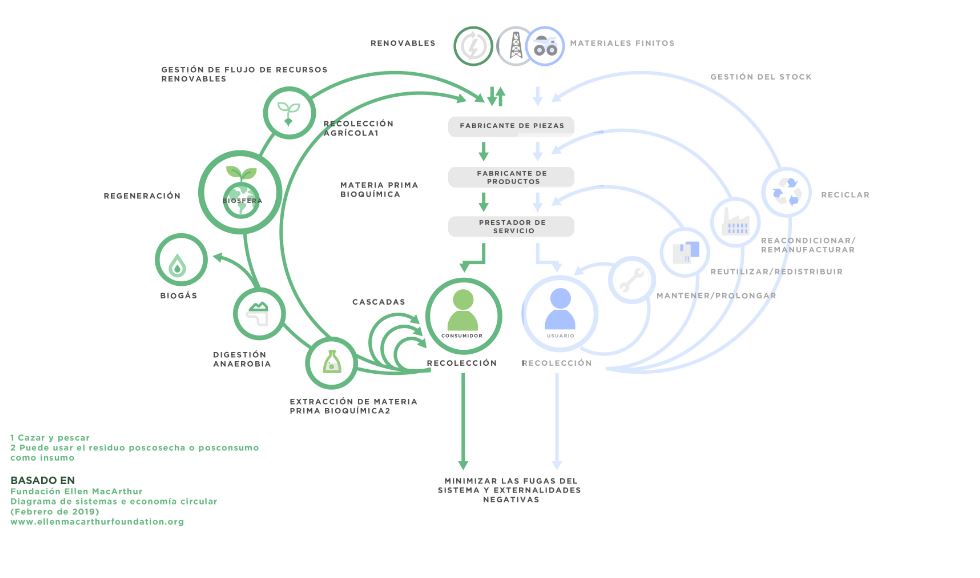 RENOVABLES
MATERIALES FINITOS
GESTIÓN DE FLUJO DE RECURSOS
RENOVABLES
GESTIÓN DEL STOCK
RECOLECCIÓN
AGRÍCOLA1
FABRICANTE DE PIEZAS
MATERIA PRIMA
BIOQUÍMICA
FABRICANTE DE
PRODUCTOS
REGENERACIÓN
BIOSFERA
RECICLAR
PRESTADOR DE
SERVICIO
REACONDICIONAR/
REMANUFACTURAR
REUTILIZAR/REDISTRIBUIR
BIOGÁS
MANTENER/PROLONGAR
CASCADAS
CONSUMIDOR
USUARIO
DIGESTIÓN
ANAEROBIA
RECOLECCIÓN
RECOLECCIÓN
EXTRACCIÓN DE MATERIA
PRIMA BIOQUÍMICA2
1 Cazar y pescar
2 Puede usar el residuo poscosecha o posconsumo
como insumo
MINIMIZAR LAS FUGAS DEL
SISTEMA Y EXTERNALIDADES
NEGATIVAS
BASADO EN
Fundación Ellen MacArthur
Diagrama de sistemas e economía circular
(Febrero de 2019)
www.ellenmacarthurfoundation.org